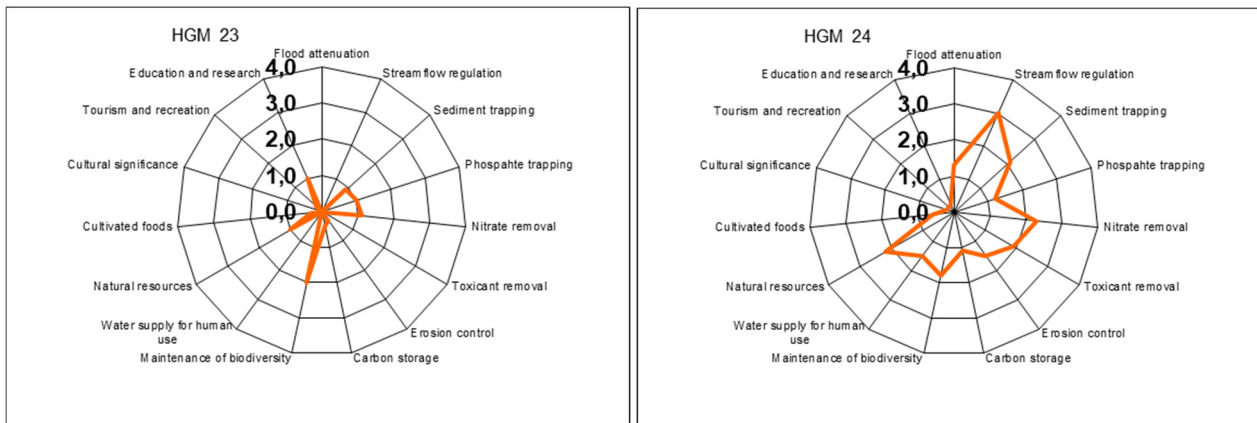 HGM 23
Flood attenuation
4,0
Education and research
Streamflow regulation
3,0
Tourism and recreation
Sediment trapping
2,0
Cultural significance
Phospahte trapping
1,0
0,0
Cultivated foods
Nitrate removal
Natural resources
Toxicant removal
Water supply for human
use
Erosion control
Maintenance of biodiversity
Carbon storage
HGM 24
Flood attenuation
4,0
Education and research
Streamflow regulation
3,0
Tourism and recreation
Sediment trapping
2,0
Cultural significance
Phospahte trapping
1,0
0,0
Cultivated foods
Nitrate removal
Natural resources
Toxicant removal
Water supply for human
use
Erosion control
Maintenance of biodiversity
Carbon storage